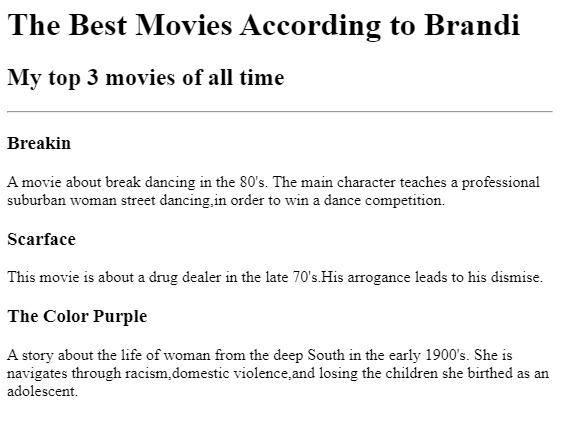 The Best Movies According to Brandi
My top 3 movies of all time
Breakin
A movie about break dancing in the 80's. The main character teaches a professional
suburban woman street dancing,in order to win a dance competition.
Scarface
This movie is about a drug dealer in the late 70's.His arrogance leads to his dismise.
The Color Purple
A story about the life of woman from the deep South in the early 1900's. She is
navigates through racism,domestic violence,and losing the children she birthed as an
adolescent.